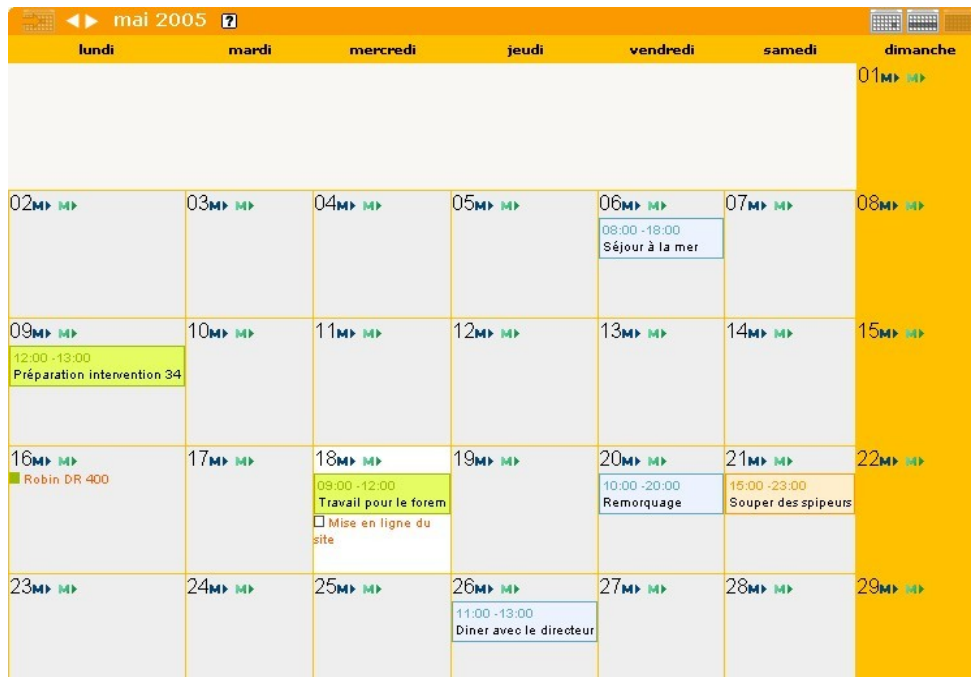 mai 2005 ?
lundi mardi mercredi jeudi vendredi samedi dimanche
01 M M
02 M M 03 M M 04 M M 05 M M 06 M M 07 M M 08 M M
08:00 -18:00
Séjour à la mer
09 M M 10 M M 11 M M 12 M M 13 M M 14 M M 15 M M
12:00 -13:00
Préparation intervention 34
16 M M 17 M M 18 M M 19 M M 20 M M 21 M M 22 M M
Robin DR 400
09:00 -12:00
Travail pour le forem
Mise en ligne du
site
10:00 -20:00
Remorquage
15:00 -23:00
Souper des spipeurs
23 M M 24 M M 25 M M 26 M M 27 M M 28 M M 29 M M
11:00 -13:00
Diner avec le directeur